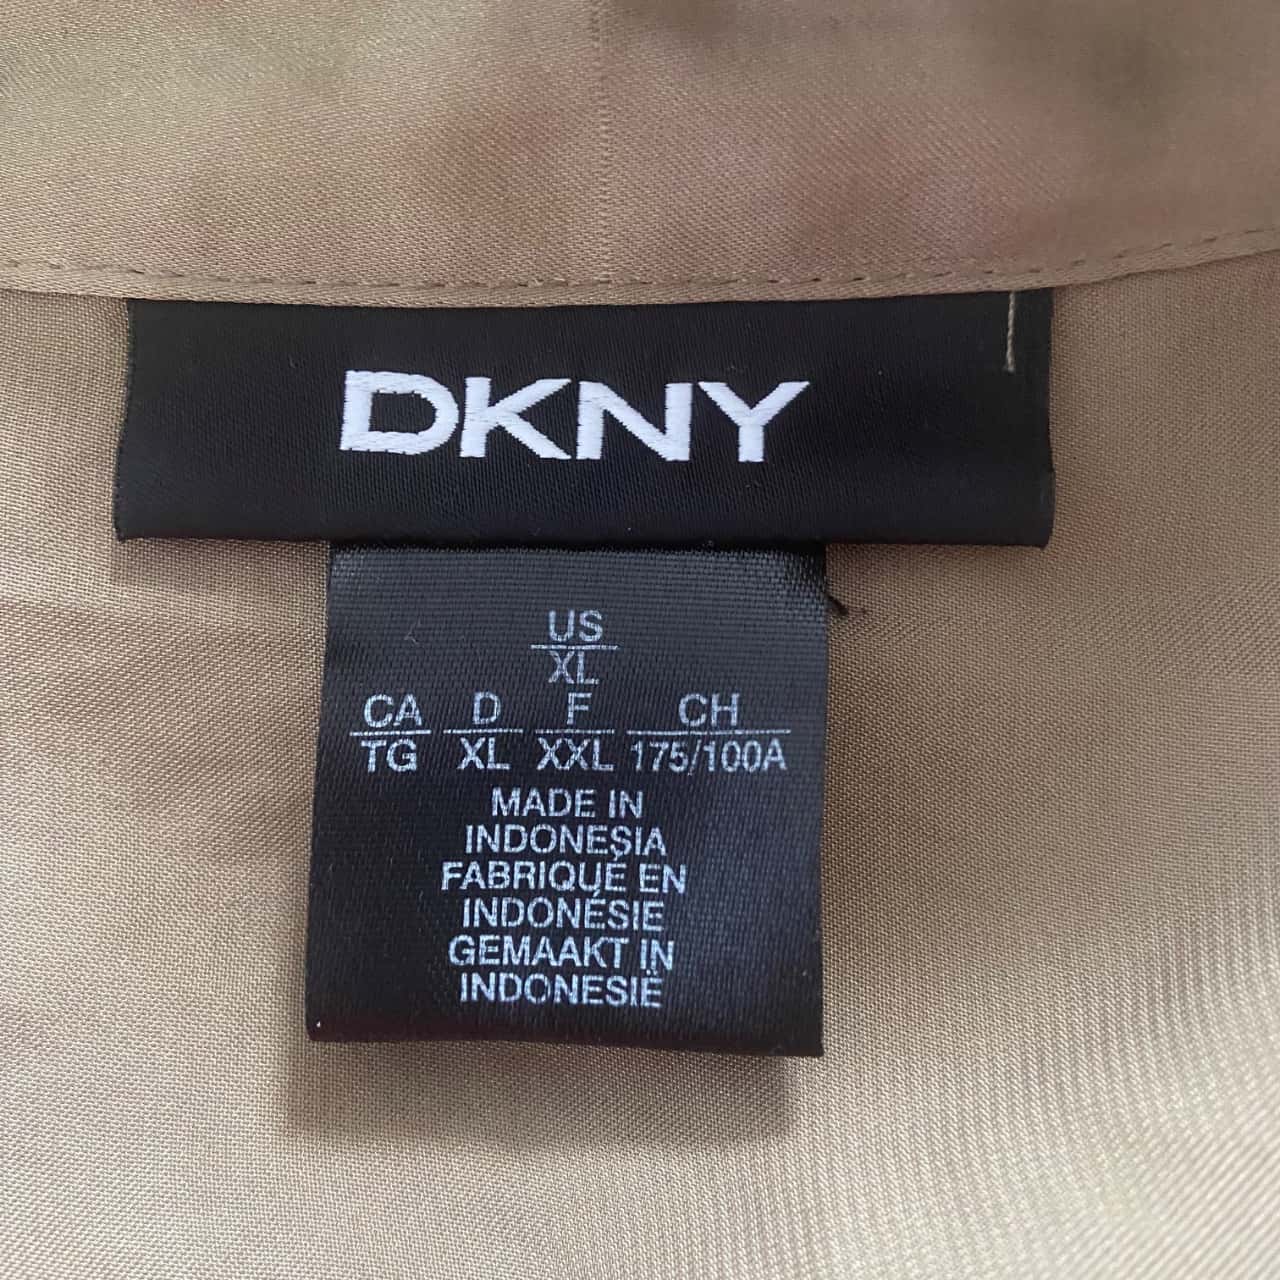 DKNY
US
XL
CA D F CH
TG XL XXL 175/100A
MADE IN
INDONESIA
FABRIQUÉ EN
INDONÉSIE
GEMAAKT IN
INDONESIË